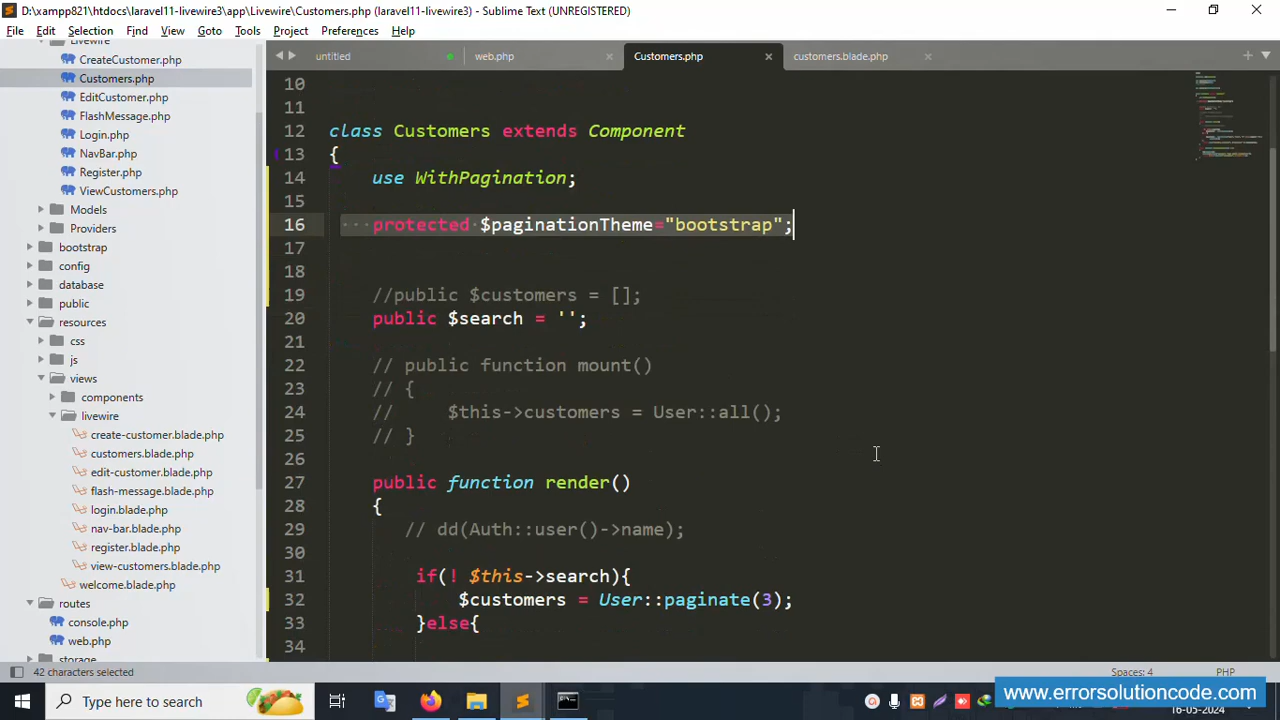 D:\xampp821\htdocs\laravel11-livewire3\app\Livewire\Customers.php (laravel11-livewire3) - Sublime Text (UNREGISTERED)
File Edit Selection Find View Goto Tools Project Preferences Help
Livewire
CreateCustomer.php
Customers.php
EditCustomer.php
FlashMessage.php
Login.php
NavBar.php
Register.php
ViewCustomers.php
Models
Providers
bootstrap
config
database
public
resources
css
js
views
components
livewire
create-customer.blade.php
customers.blade.php
edit-customer.blade.php
flash-message.blade.php
login.blade.php
nav-bar.blade.php
register.blade.php
view-customers.blade.php
welcome.blade.php
routes
console.php
web.php
storage
untitled web.php Customers.php customers.blade.php
10
11
12 class Customers extends Component
13 {
14 use WithPagination;
15
16 protected $paginationTheme="bootstrap";
17
18
19 //public $customers = [];
20 public $search = '';
21
22 // public function mount()
23 // {
24 // $this->customers = User::all();
25 // }
26
27 public function render()
28 {
29 // dd(Auth::user()->name);
30
31 if(! $this->search){
32 $customers = User::paginate(3);
33 }else{
34
42 characters selected Spaces: 4 PHP
Type here to search
www.errorsolutioncode.com
16-05-2024